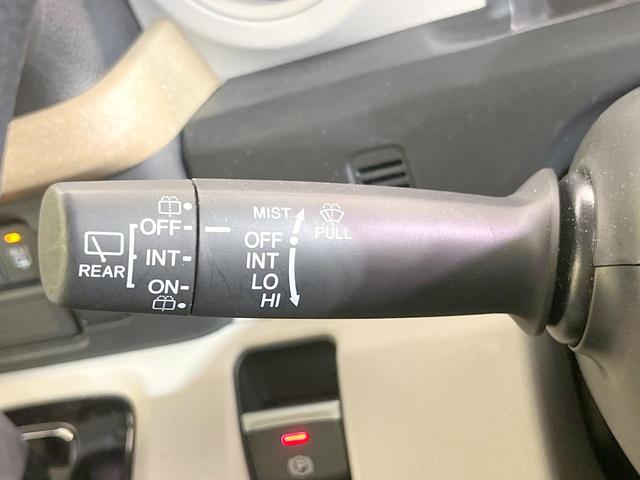 REAR
OFF
INT
ON
MIST
OFF
INT
LO
HI
PULL
P